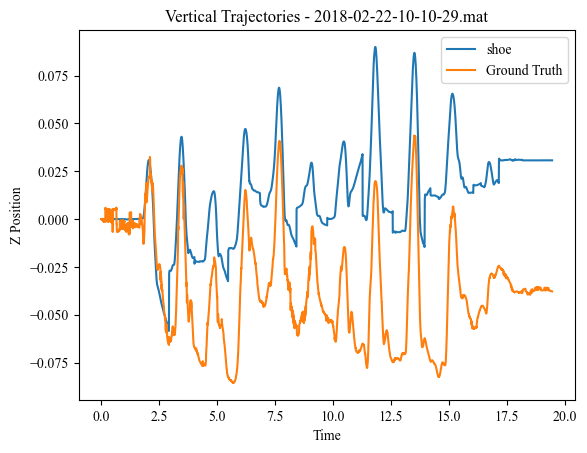 Vertical Trajectories - 2018-02-22-10-10-29.mat
shoe
Ground Truth
Z Position
0.075
0.050
0.025
0.000
−0.025
−0.050
−0.075
0.0 2.5 5.0 7.5 10.0 12.5 15.0 17.5 20.0
Time